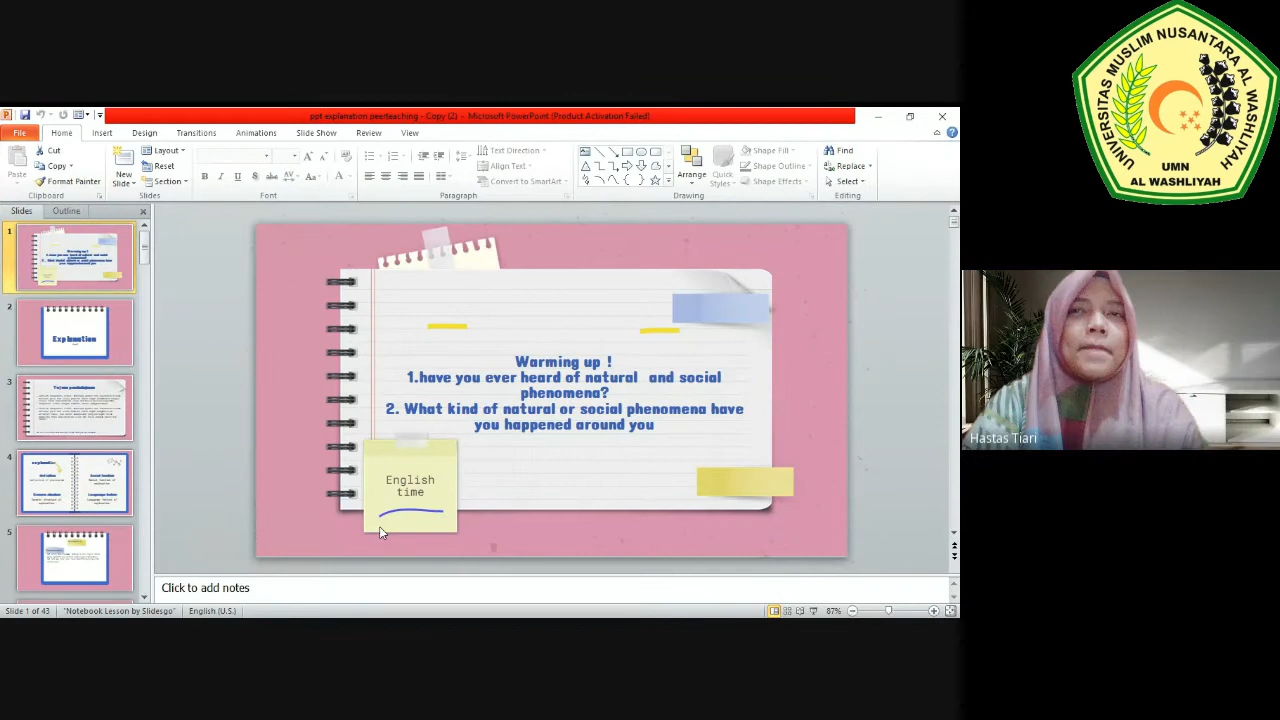 ppt explanation peerteaching - Copy (2) - Microsoft PowerPoint (Product Activation Failed)
File Home Insert Design Transitions Animations Slide Show Review View
Paste
Cut
Copy
Format Painter
Clipboard
New Slide
Layout
Reset
Section
Slides
Font
Text Direction
Align Text
Convert to SmartArt
Paragraph
Arrange
Quick Styles
Shape Fill
Shape Outline
Shape Effects
Drawing
Find
Replace
Select
Editing
Slides Outline
1
2
Explanation
3
4
5
Warming up !
1.have you ever heard of natural and social
phenomena?
2. What kind of natural or social phenomena have
you happened around you
English
time
Click to add notes
Slide 1 of 43 "Notebook Lesson by Slidesgo" English (U.S.) 87%
UNIVERSITAS MUSLIM NUSANTARA AL WASHLIYAH
UMN
AL WASHLIYAH
Hastas Tiari